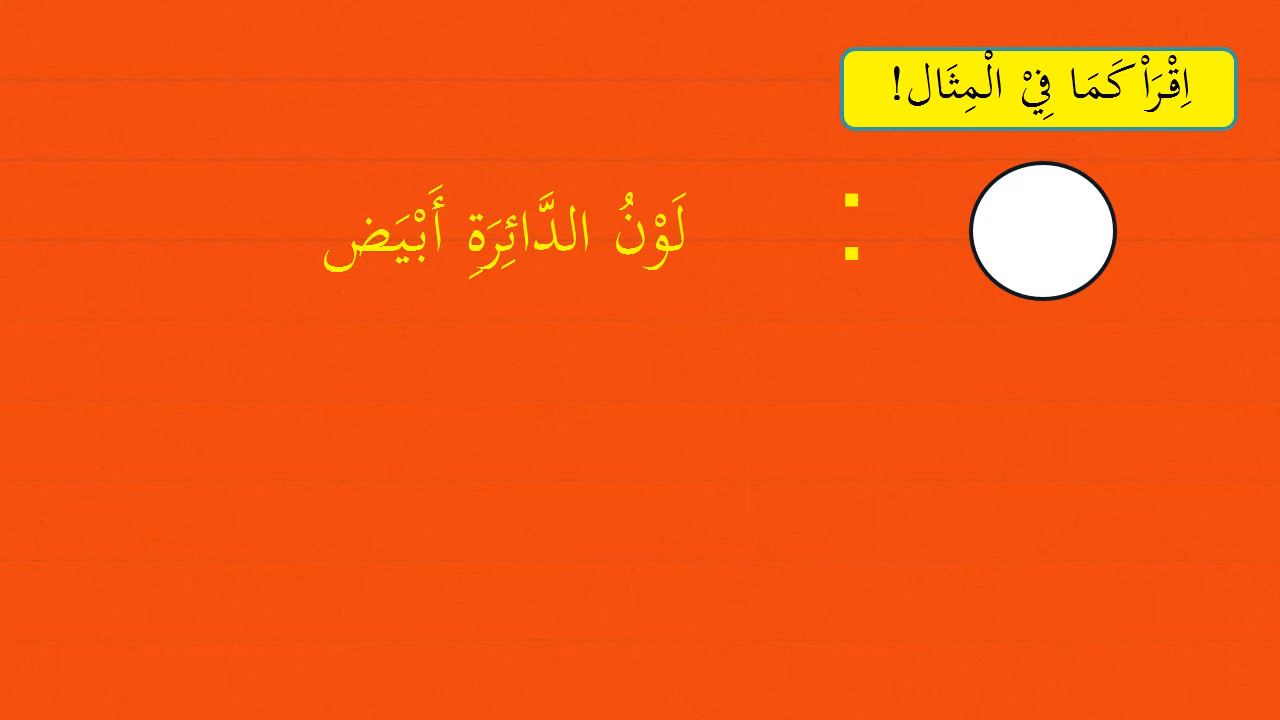 اِقْرَاْ كَمَا فِيْ الْمِثَال!
: لَوْنُ الدَّائِرَةِ أَبْيَض